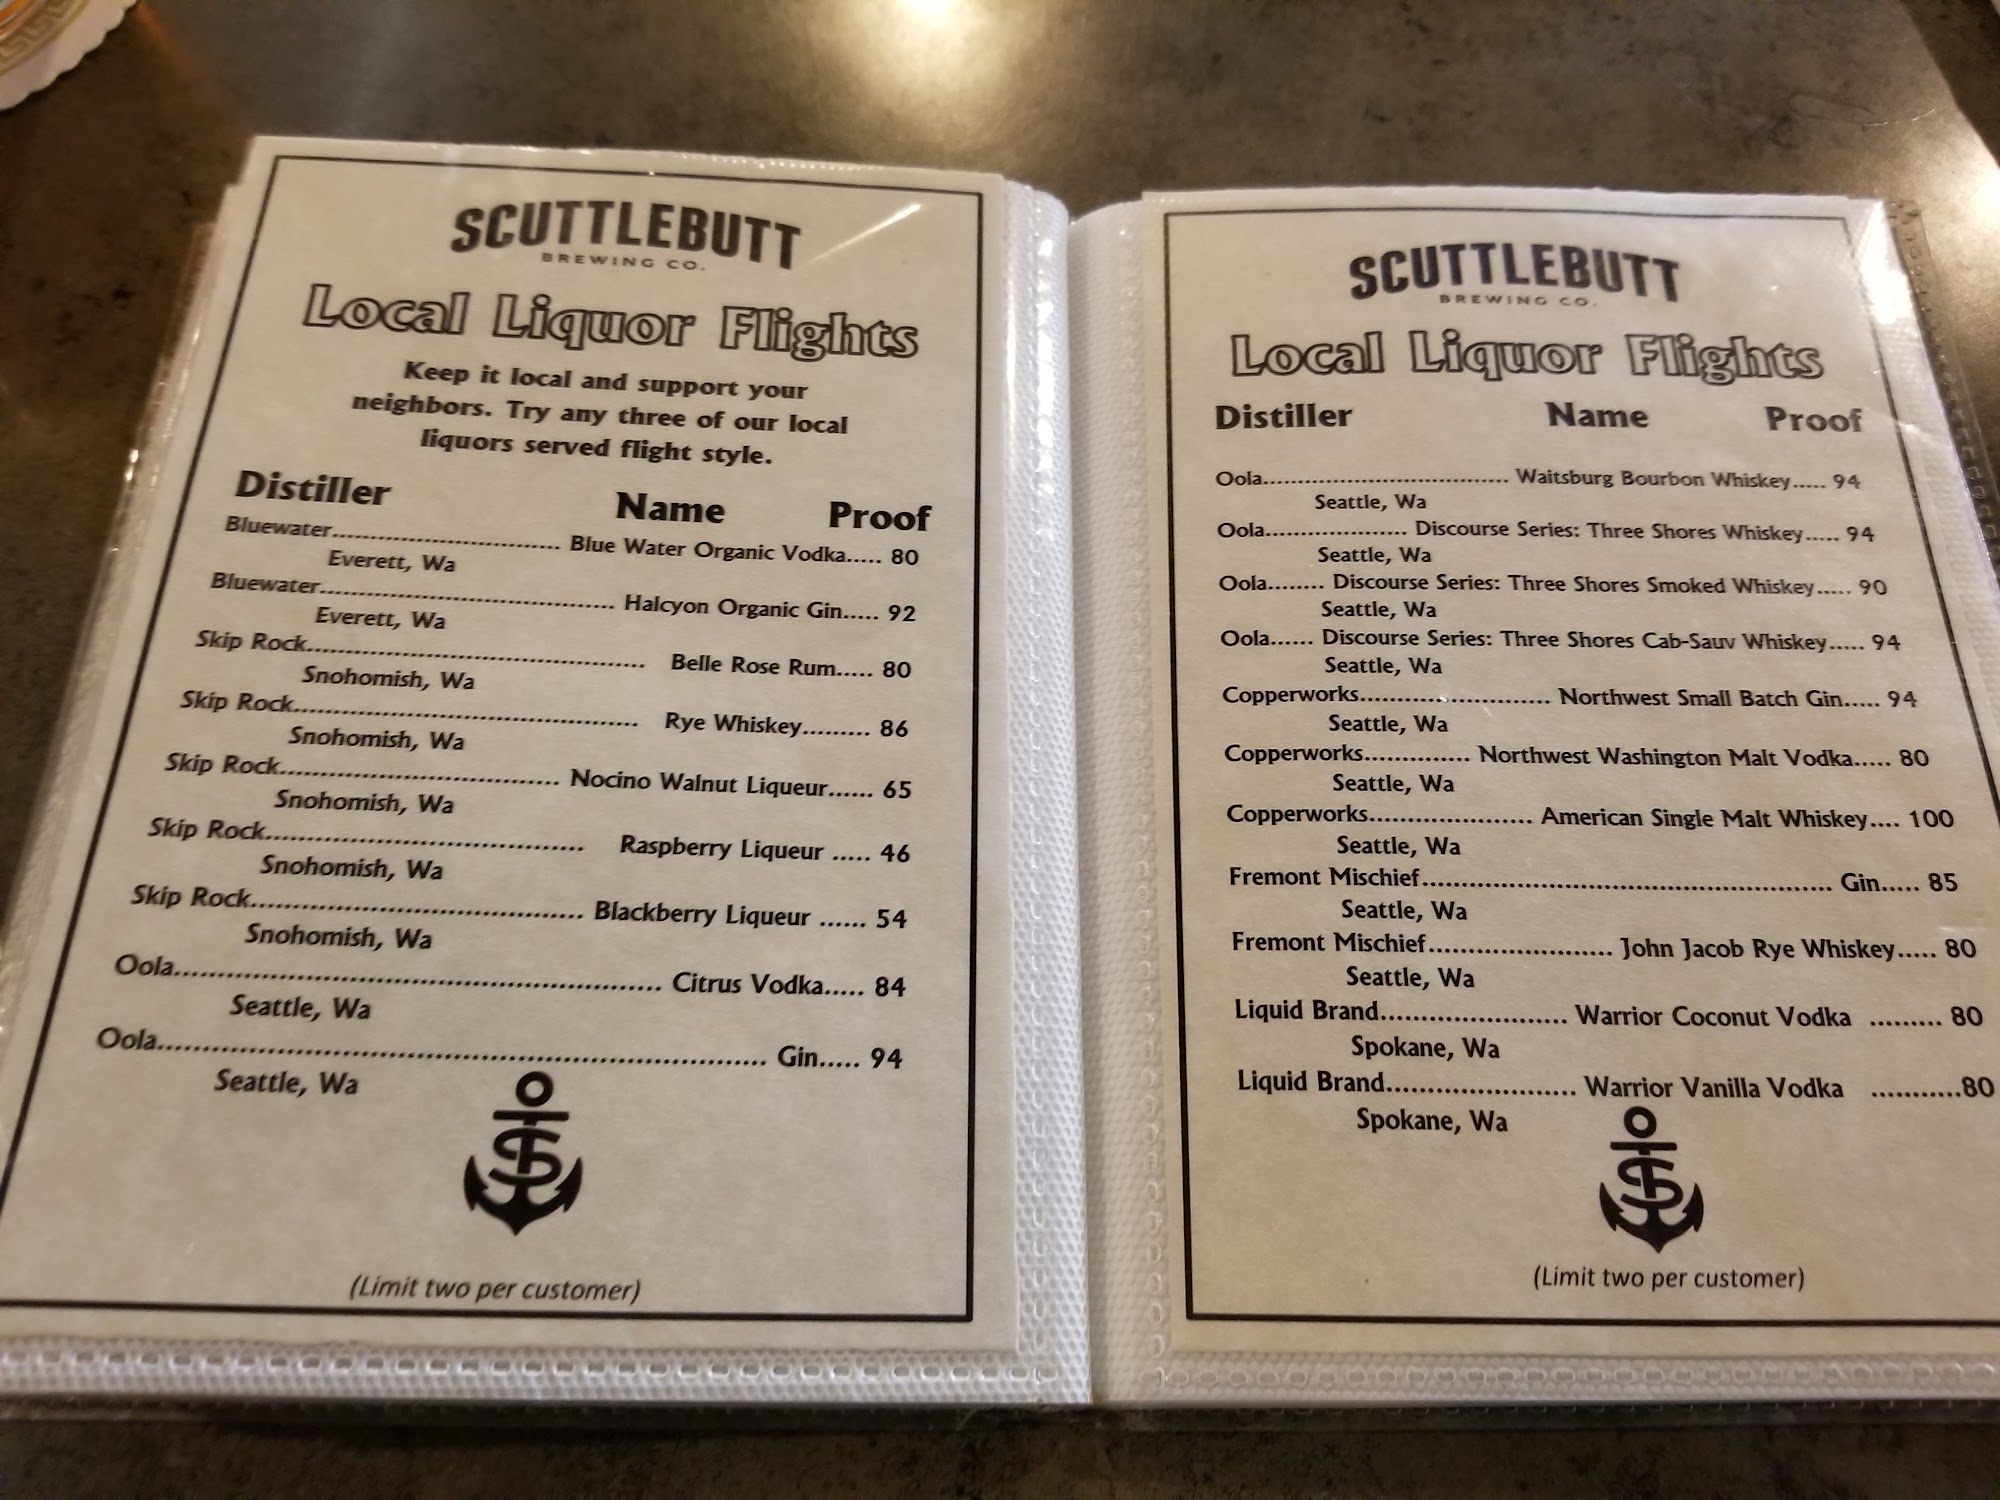 SCUTTLEBUTT
BREWING CO.
Local Liquor Flights
Keep it local and support your
neighbors. Try any three of our local
liquors served flight style.
Distiller Name Proof
Bluewater.............................. Blue Water Organic Vodka..... 80
Everett, Wa
Bluewater...................................... Halcyon Organic Gin..... 92
Everett, Wa
Skip Rock............................................ Belle Rose Rum..... 80
Snohomish, Wa
Skip Rock............................................ Rye Whiskey......... 86
Snohomish, Wa
Skip Rock.................................... Nocino Walnut Liqueur...... 65
Snohomish, Wa
Skip Rock......................................... Raspberry Liqueur ..... 46
Snohomish, Wa
Skip Rock........................................... Blackberry Liqueur ...... 54
Snohomish, Wa
Oola............................................................. Citrus Vodka..... 84
Seattle, Wa
Oola........................................................................... Gin..... 94
Seattle, Wa
(Limit two per customer)
SCUTTLEBUTT
BREWING CO.
Local Liquor Flights
Distiller Name Proof
Oola................................... Waitsburg Bourbon Whiskey..... 94
Seattle, Wa
Oola.................... Discourse Series: Three Shores Whiskey..... 94
Seattle, Wa
Oola........ Discourse Series: Three Shores Smoked Whiskey..... 90
Seattle, Wa
Oola...... Discourse Series: Three Shores Cab-Sauv Whiskey..... 94
Seattle, Wa
Copperworks........................... Northwest Small Batch Gin..... 94
Seattle, Wa
Copperworks.............. Northwest Washington Malt Vodka..... 80
Seattle, Wa
Copperworks..................... American Single Malt Whiskey.... 100
Seattle, Wa
Fremont Mischief.................................................... Gin..... 85
Seattle, Wa
Fremont Mischief....................... John Jacob Rye Whiskey..... 80
Seattle, Wa
Liquid Brand....................... Warrior Coconut Vodka ......... 80
Spokane, Wa
Liquid Brand........................ Warrior Vanilla Vodka ...........80
Spokane, Wa
(Limit two per customer)